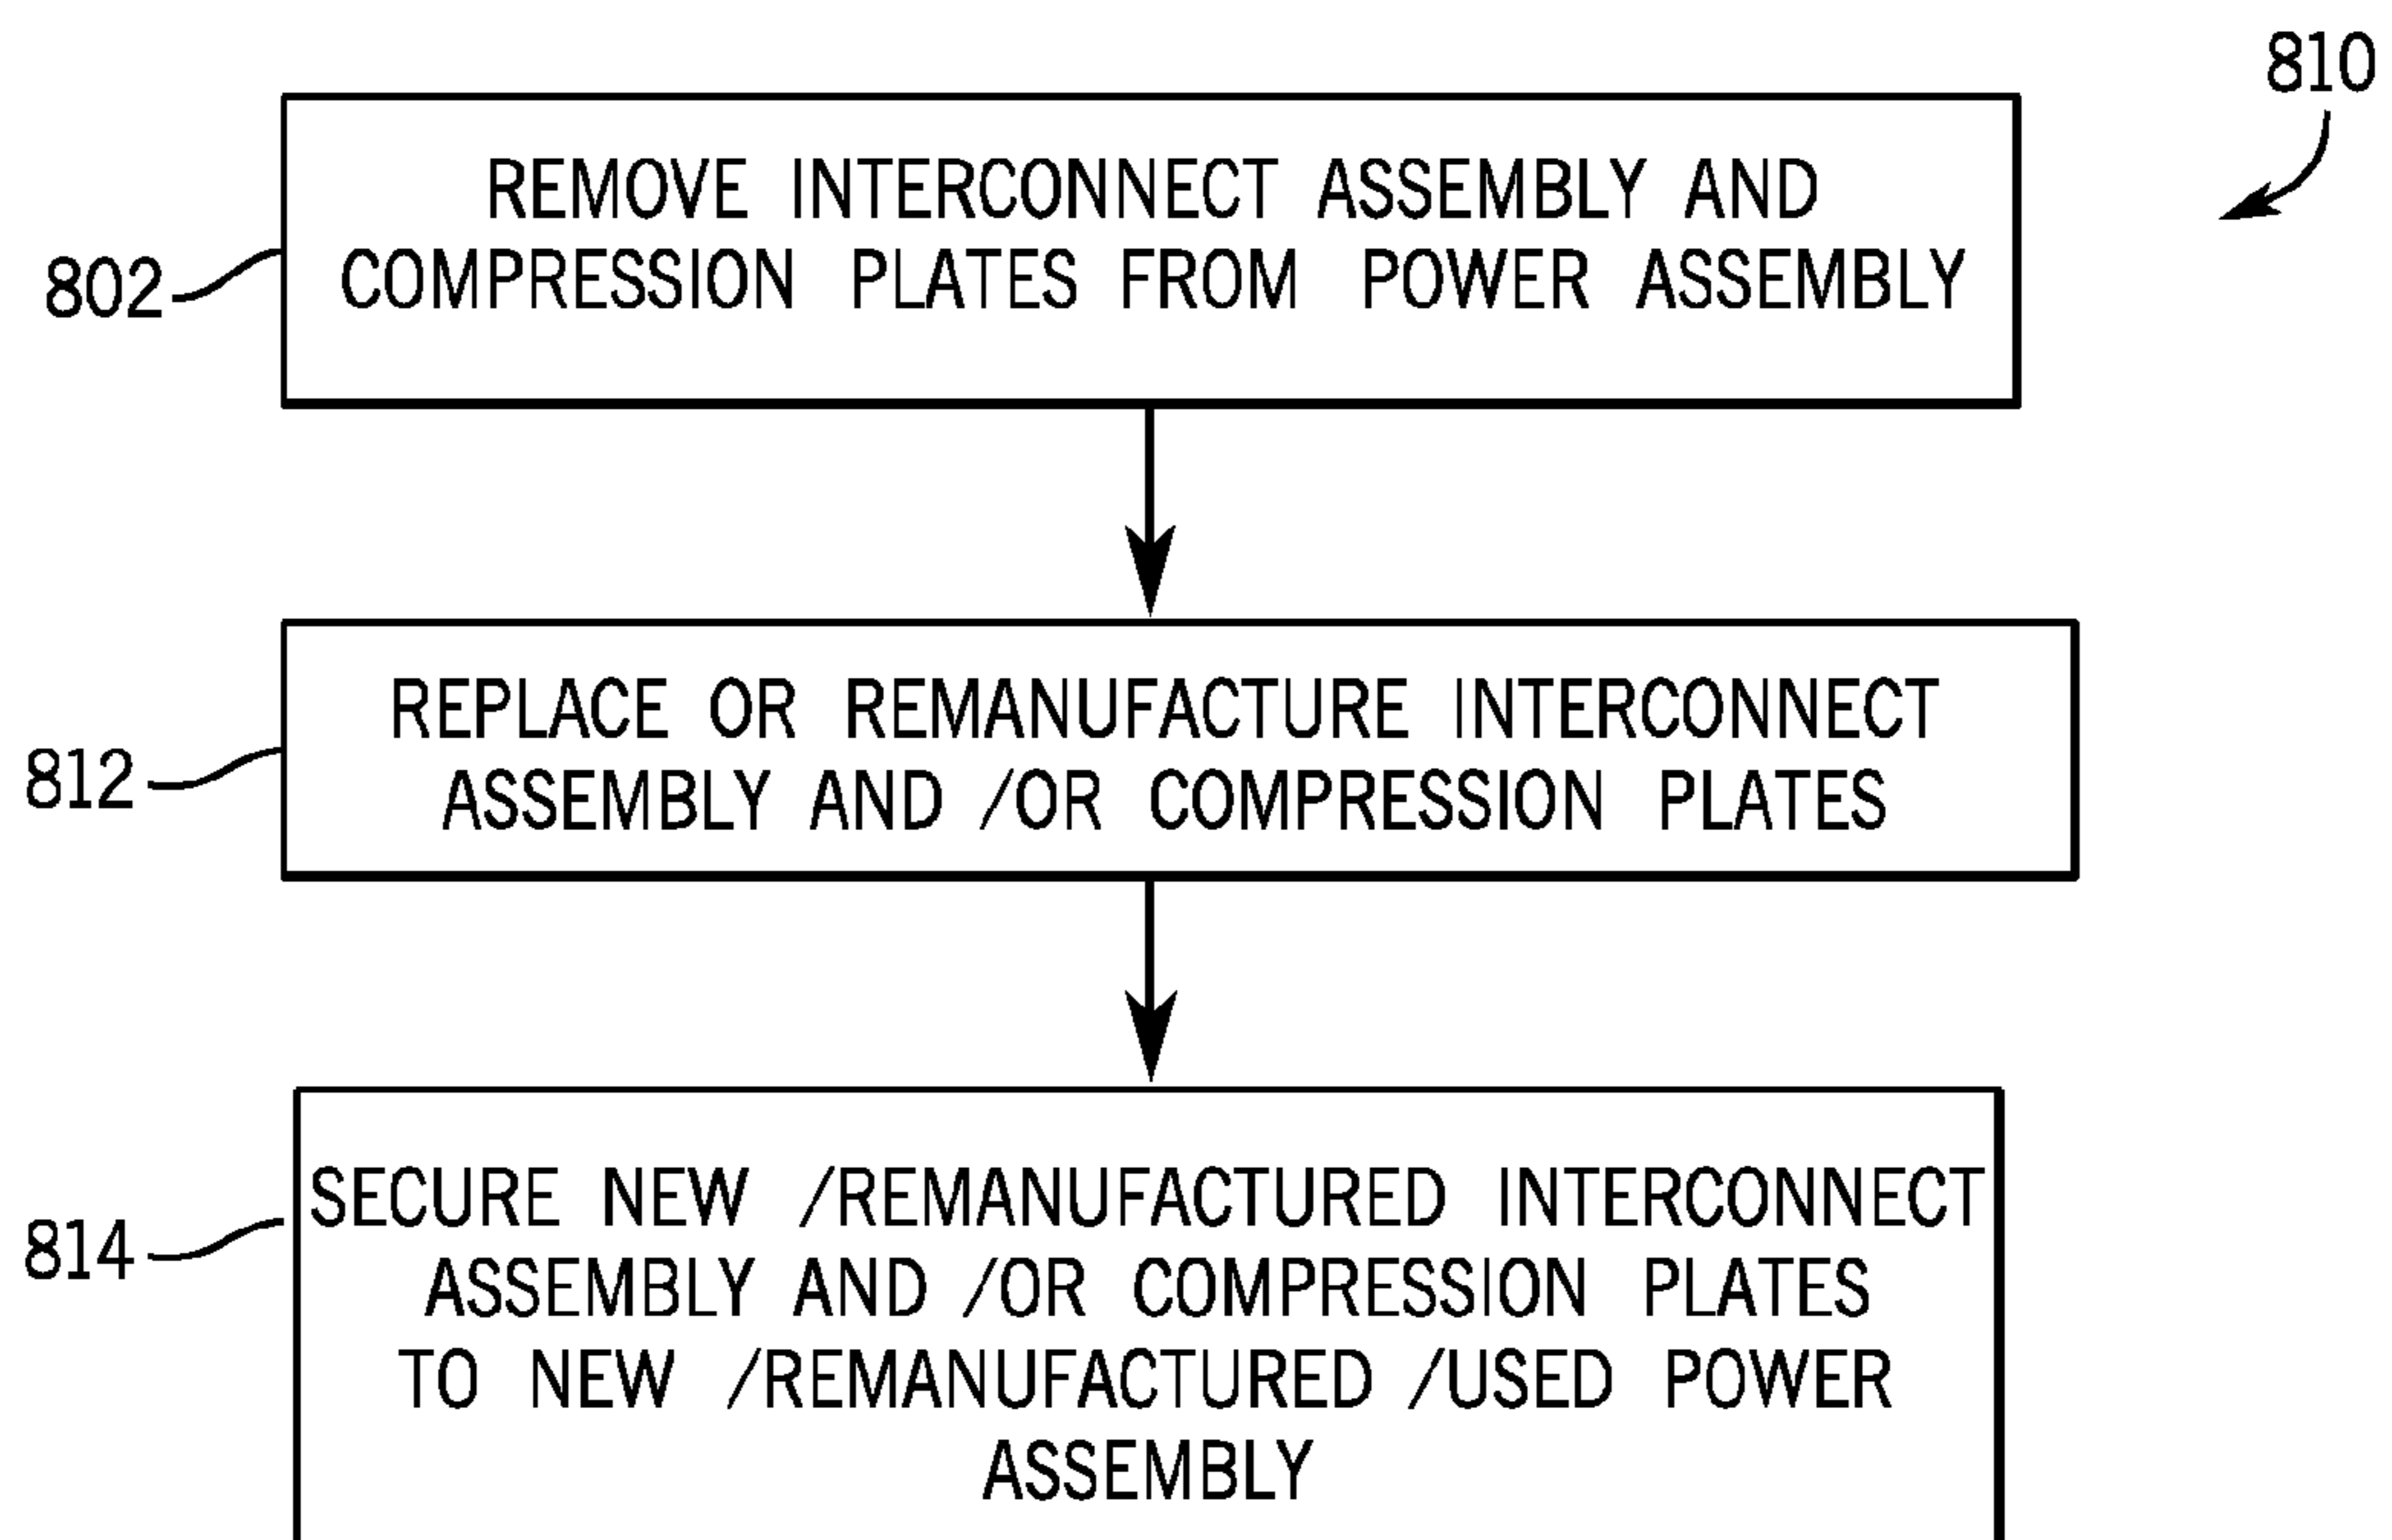 810
REMOVE INTERCONNECT ASSEMBLY AND
COMPRESSION PLATES FROM POWER ASSEMBLY
802
REPLACE OR REMANUFACTURE INTERCONNECT
ASSEMBLY AND /OR COMPRESSION PLATES
812
SECURE NEW /REMANUFACTURED INTERCONNECT
ASSEMBLY AND /OR COMPRESSION PLATES
TO NEW /REMANUFACTURED /USED POWER
ASSEMBLY
814